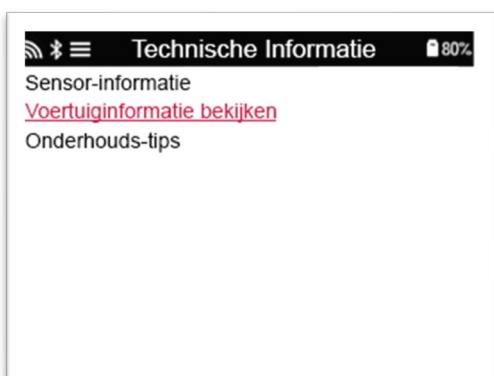 Technische Informatie 80%
Sensor-informatie
Voertuiginformatie bekijken
Onderhouds-tips